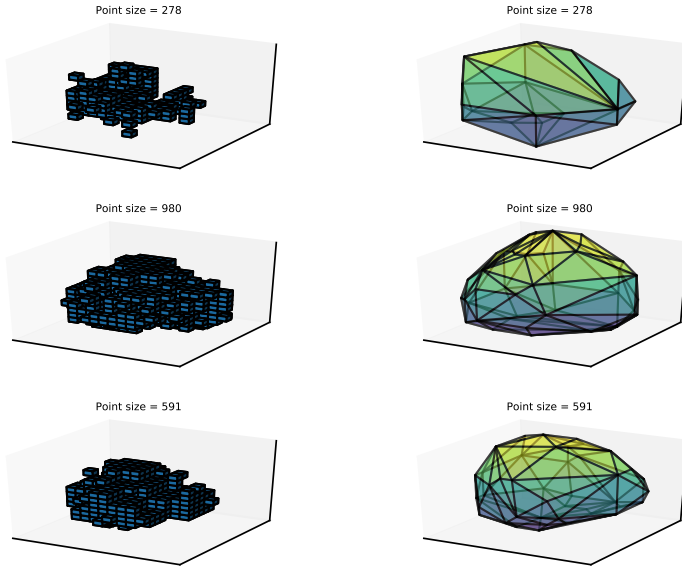 Point size = 278
Point size = 278
Point size = 980
Point size = 980
Point size = 591
Point size = 591